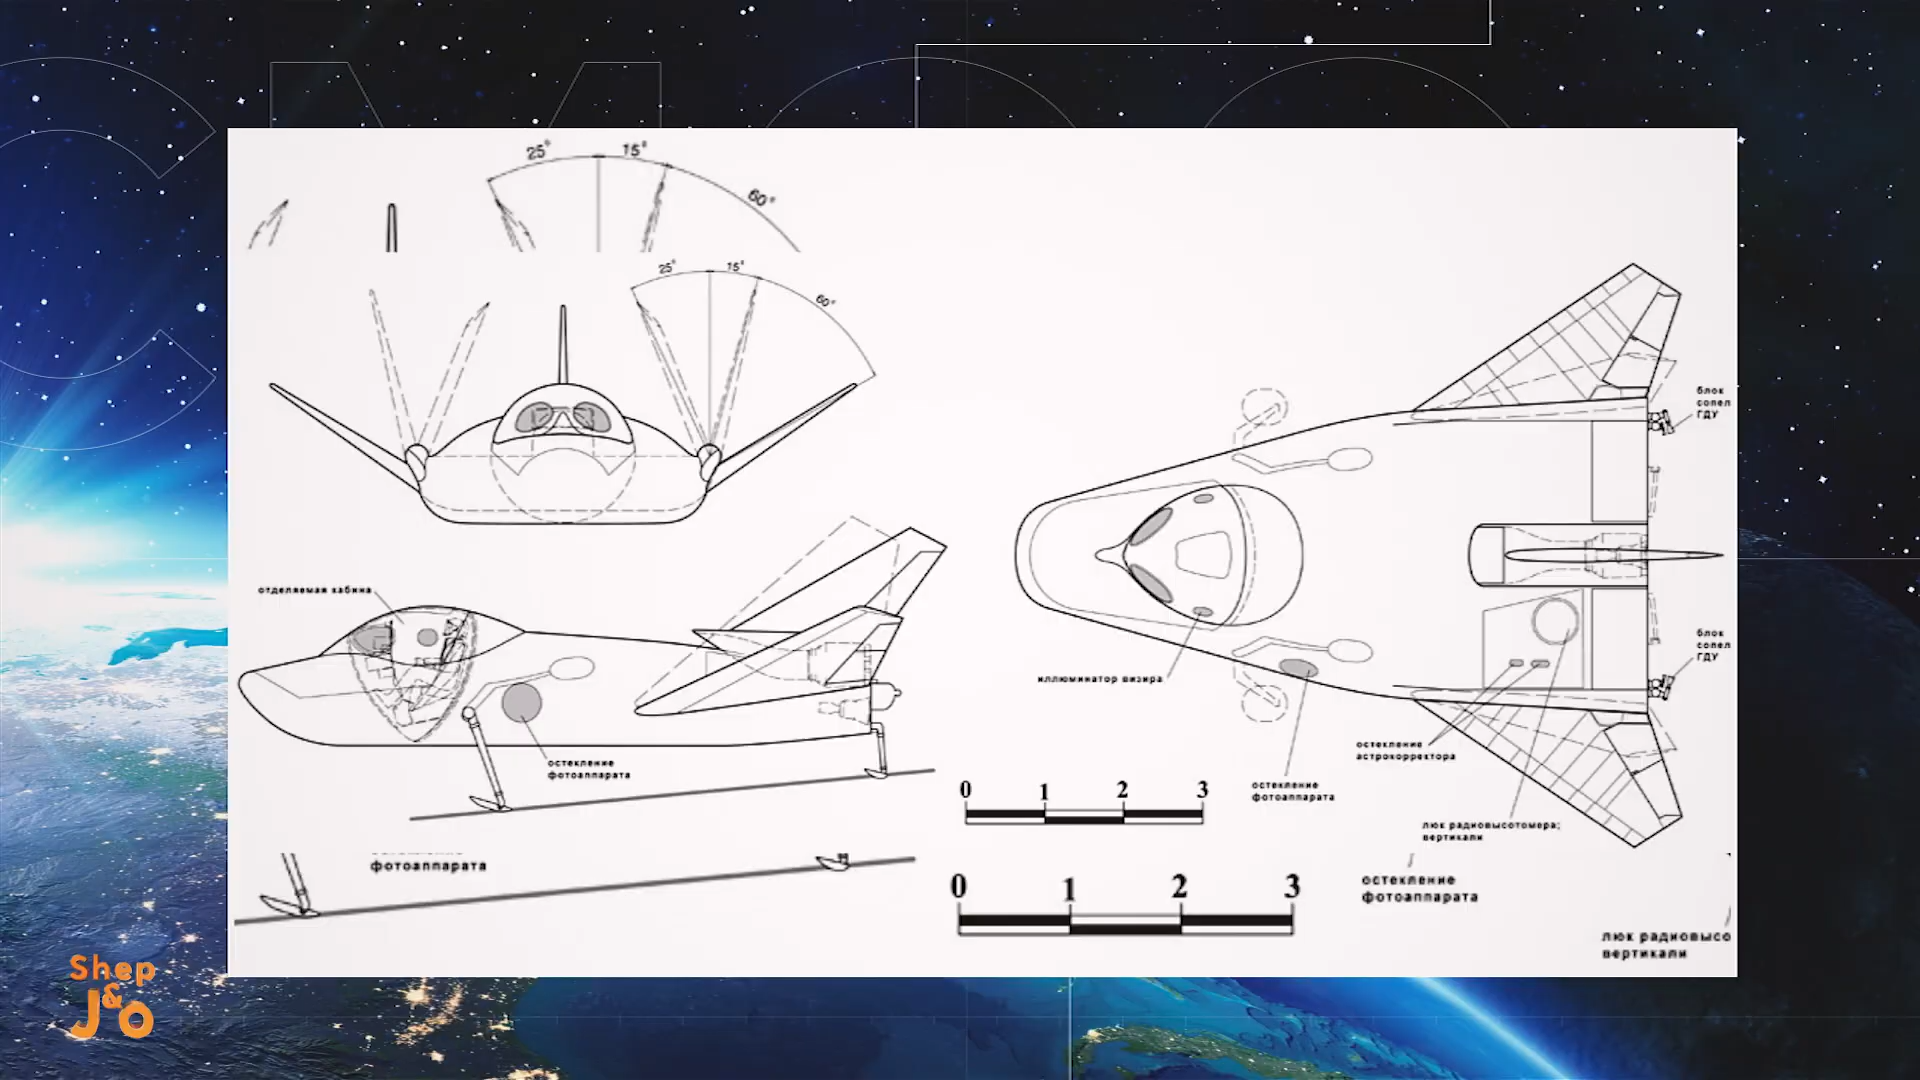 25° 15°
60°
25° 15°
60°
блок
сопел
ГДУ
отделяемая кабина
блок
сопел
ГДУ
иллюминатор визира
остекление
фотоаппарата
остекление
астрокорректора
0 1 2 3
остекление
фотоаппарата
люк радиовысотомера;
вертикали
фотоаппарата
0 1 2 3
остекление
фотоаппарата
люк радиовысо
вертикали
Shep
&
Jo